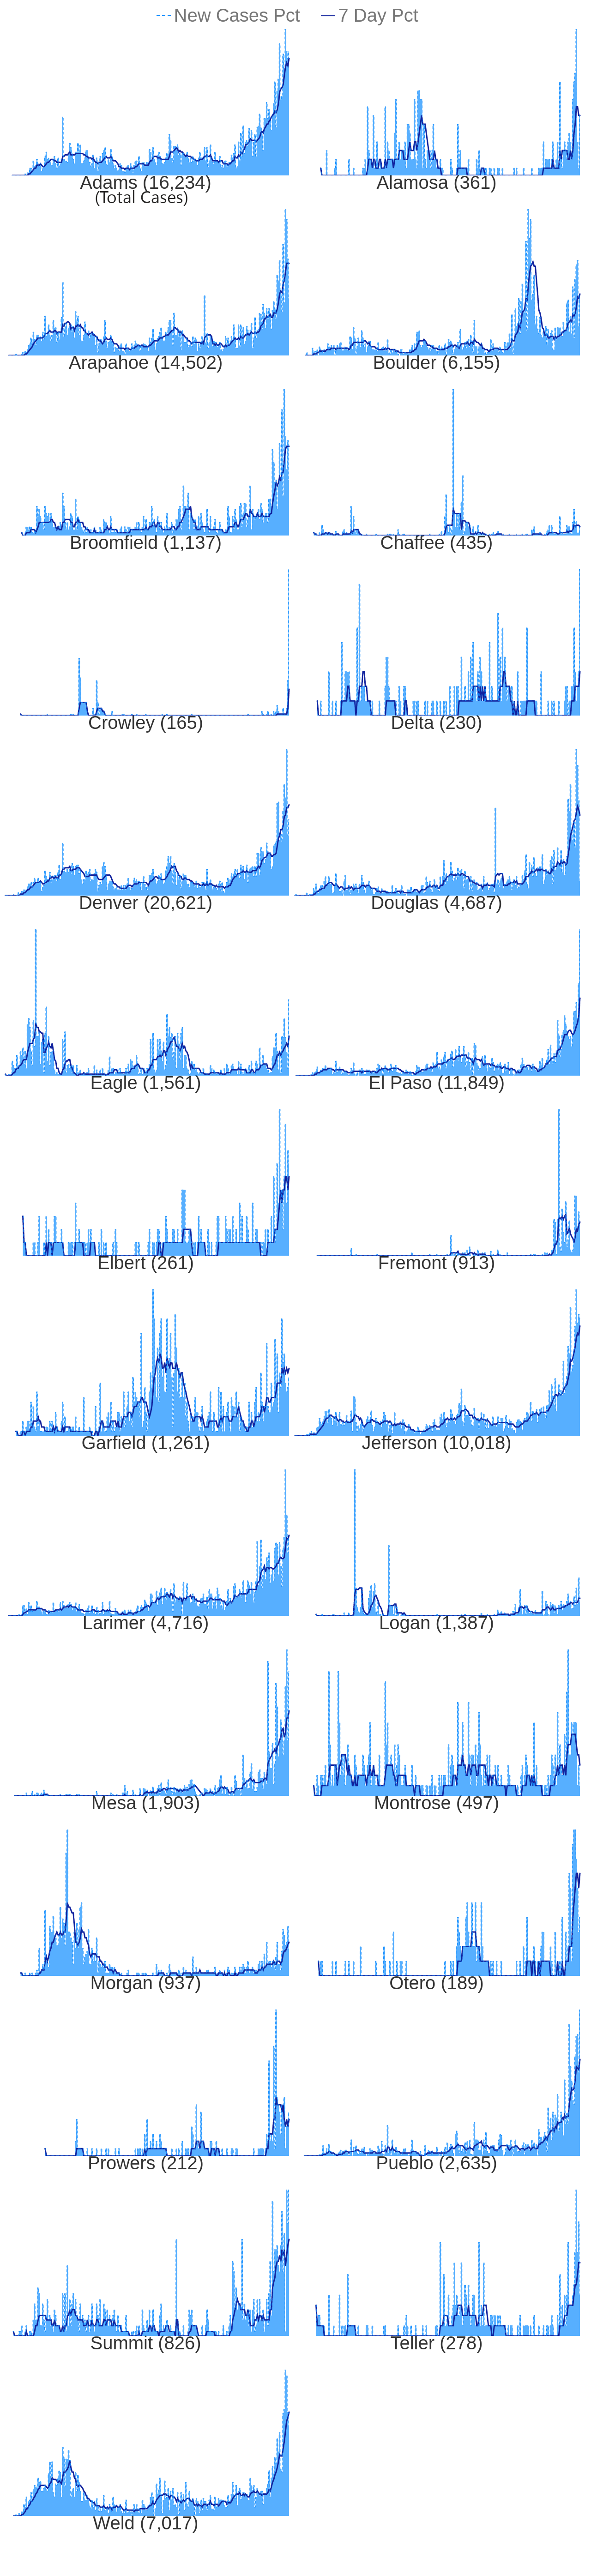 New Cases Pct 7 Day Pct
Adams (16,234) Alamosa (361)
(Total Cases)
Arapahoe (14,502) Boulder (6,155)
Broomfield (1,137) Chaffee (435)
Crowley (165) Delta (230)
Denver (20,621) Douglas (4,687)
Eagle (1,561) El Paso (11,849)
Elbert (261) Fremont (913)
Garfield (1,261) Jefferson (10,018)
Larimer (4,716) Logan (1,387)
Mesa (1,903) Montrose (497)
Morgan (937) Otero (189)
Prowers (212) Pueblo (2,635)
Summit (826) Teller (278)
Weld (7,017)